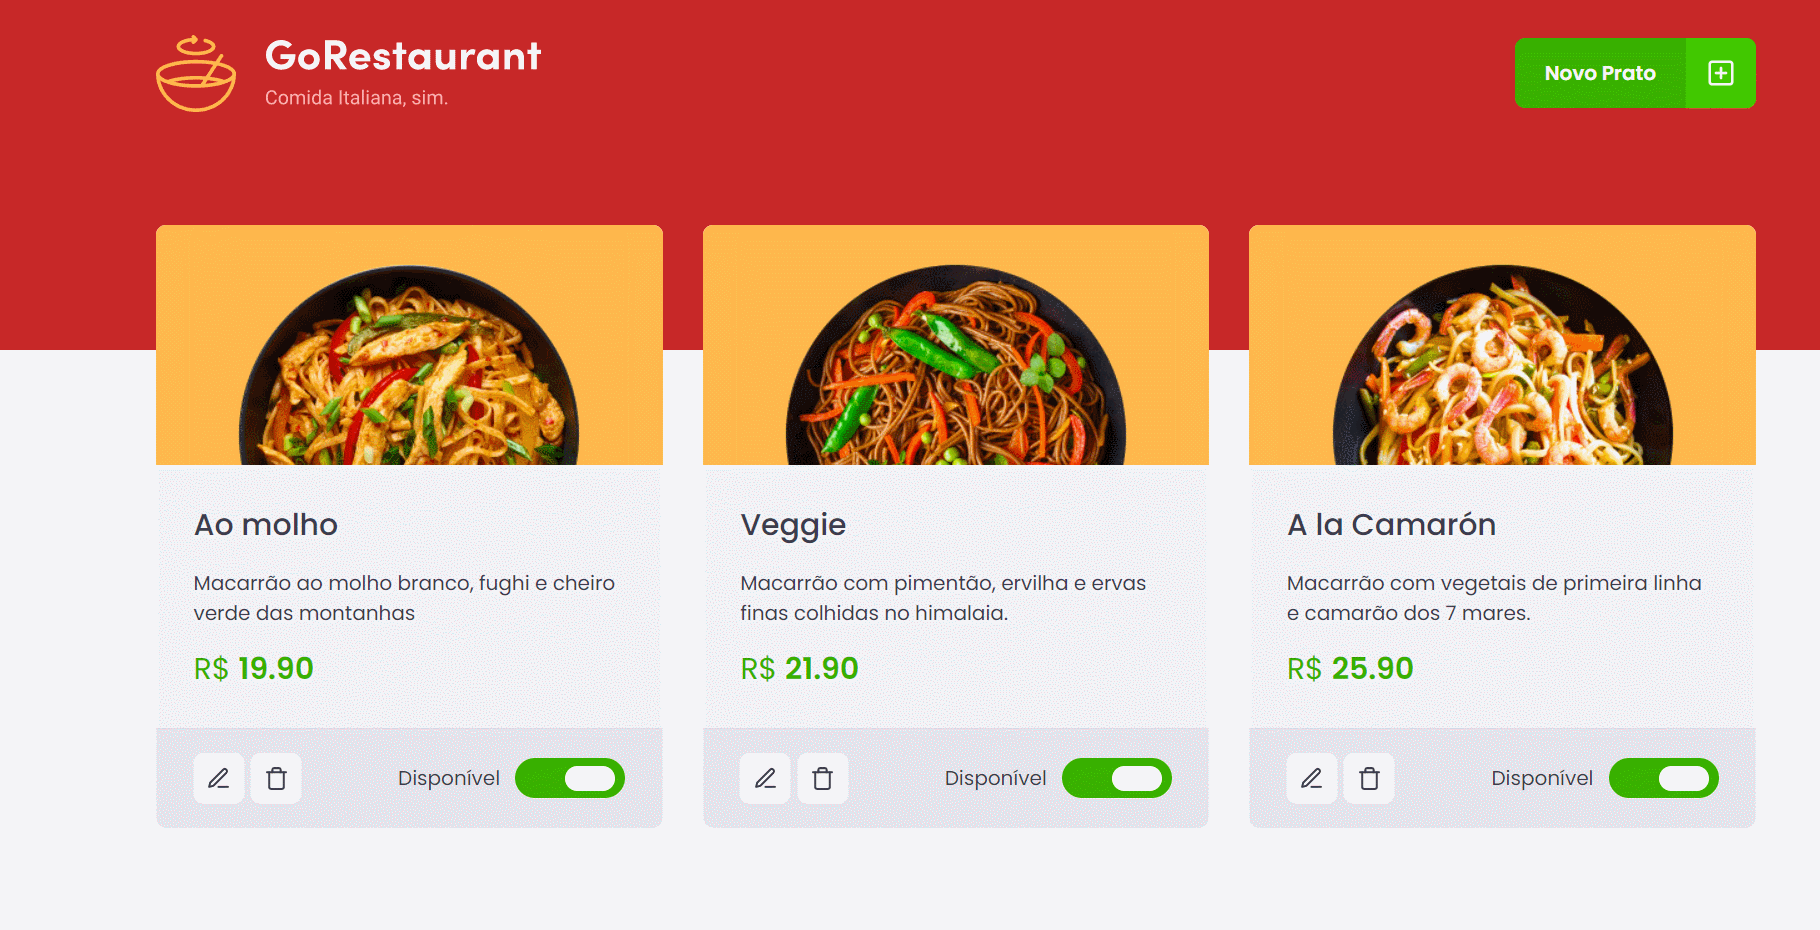 GoRestaurant
Comida Italiana, sim.
Novo Prato
Ao molho
Macarrão ao molho branco, fughi e cheiro
verde das montanhas
R$ 19.90
Disponível
Veggie
Macarrão com pimentão, ervilha e ervas
finas colhidas no himalaia.
R$ 21.90
Disponível
A la Camarón
Macarrão com vegetais de primeira linha
e camarão dos 7 mares.
R$ 25.90
Disponível